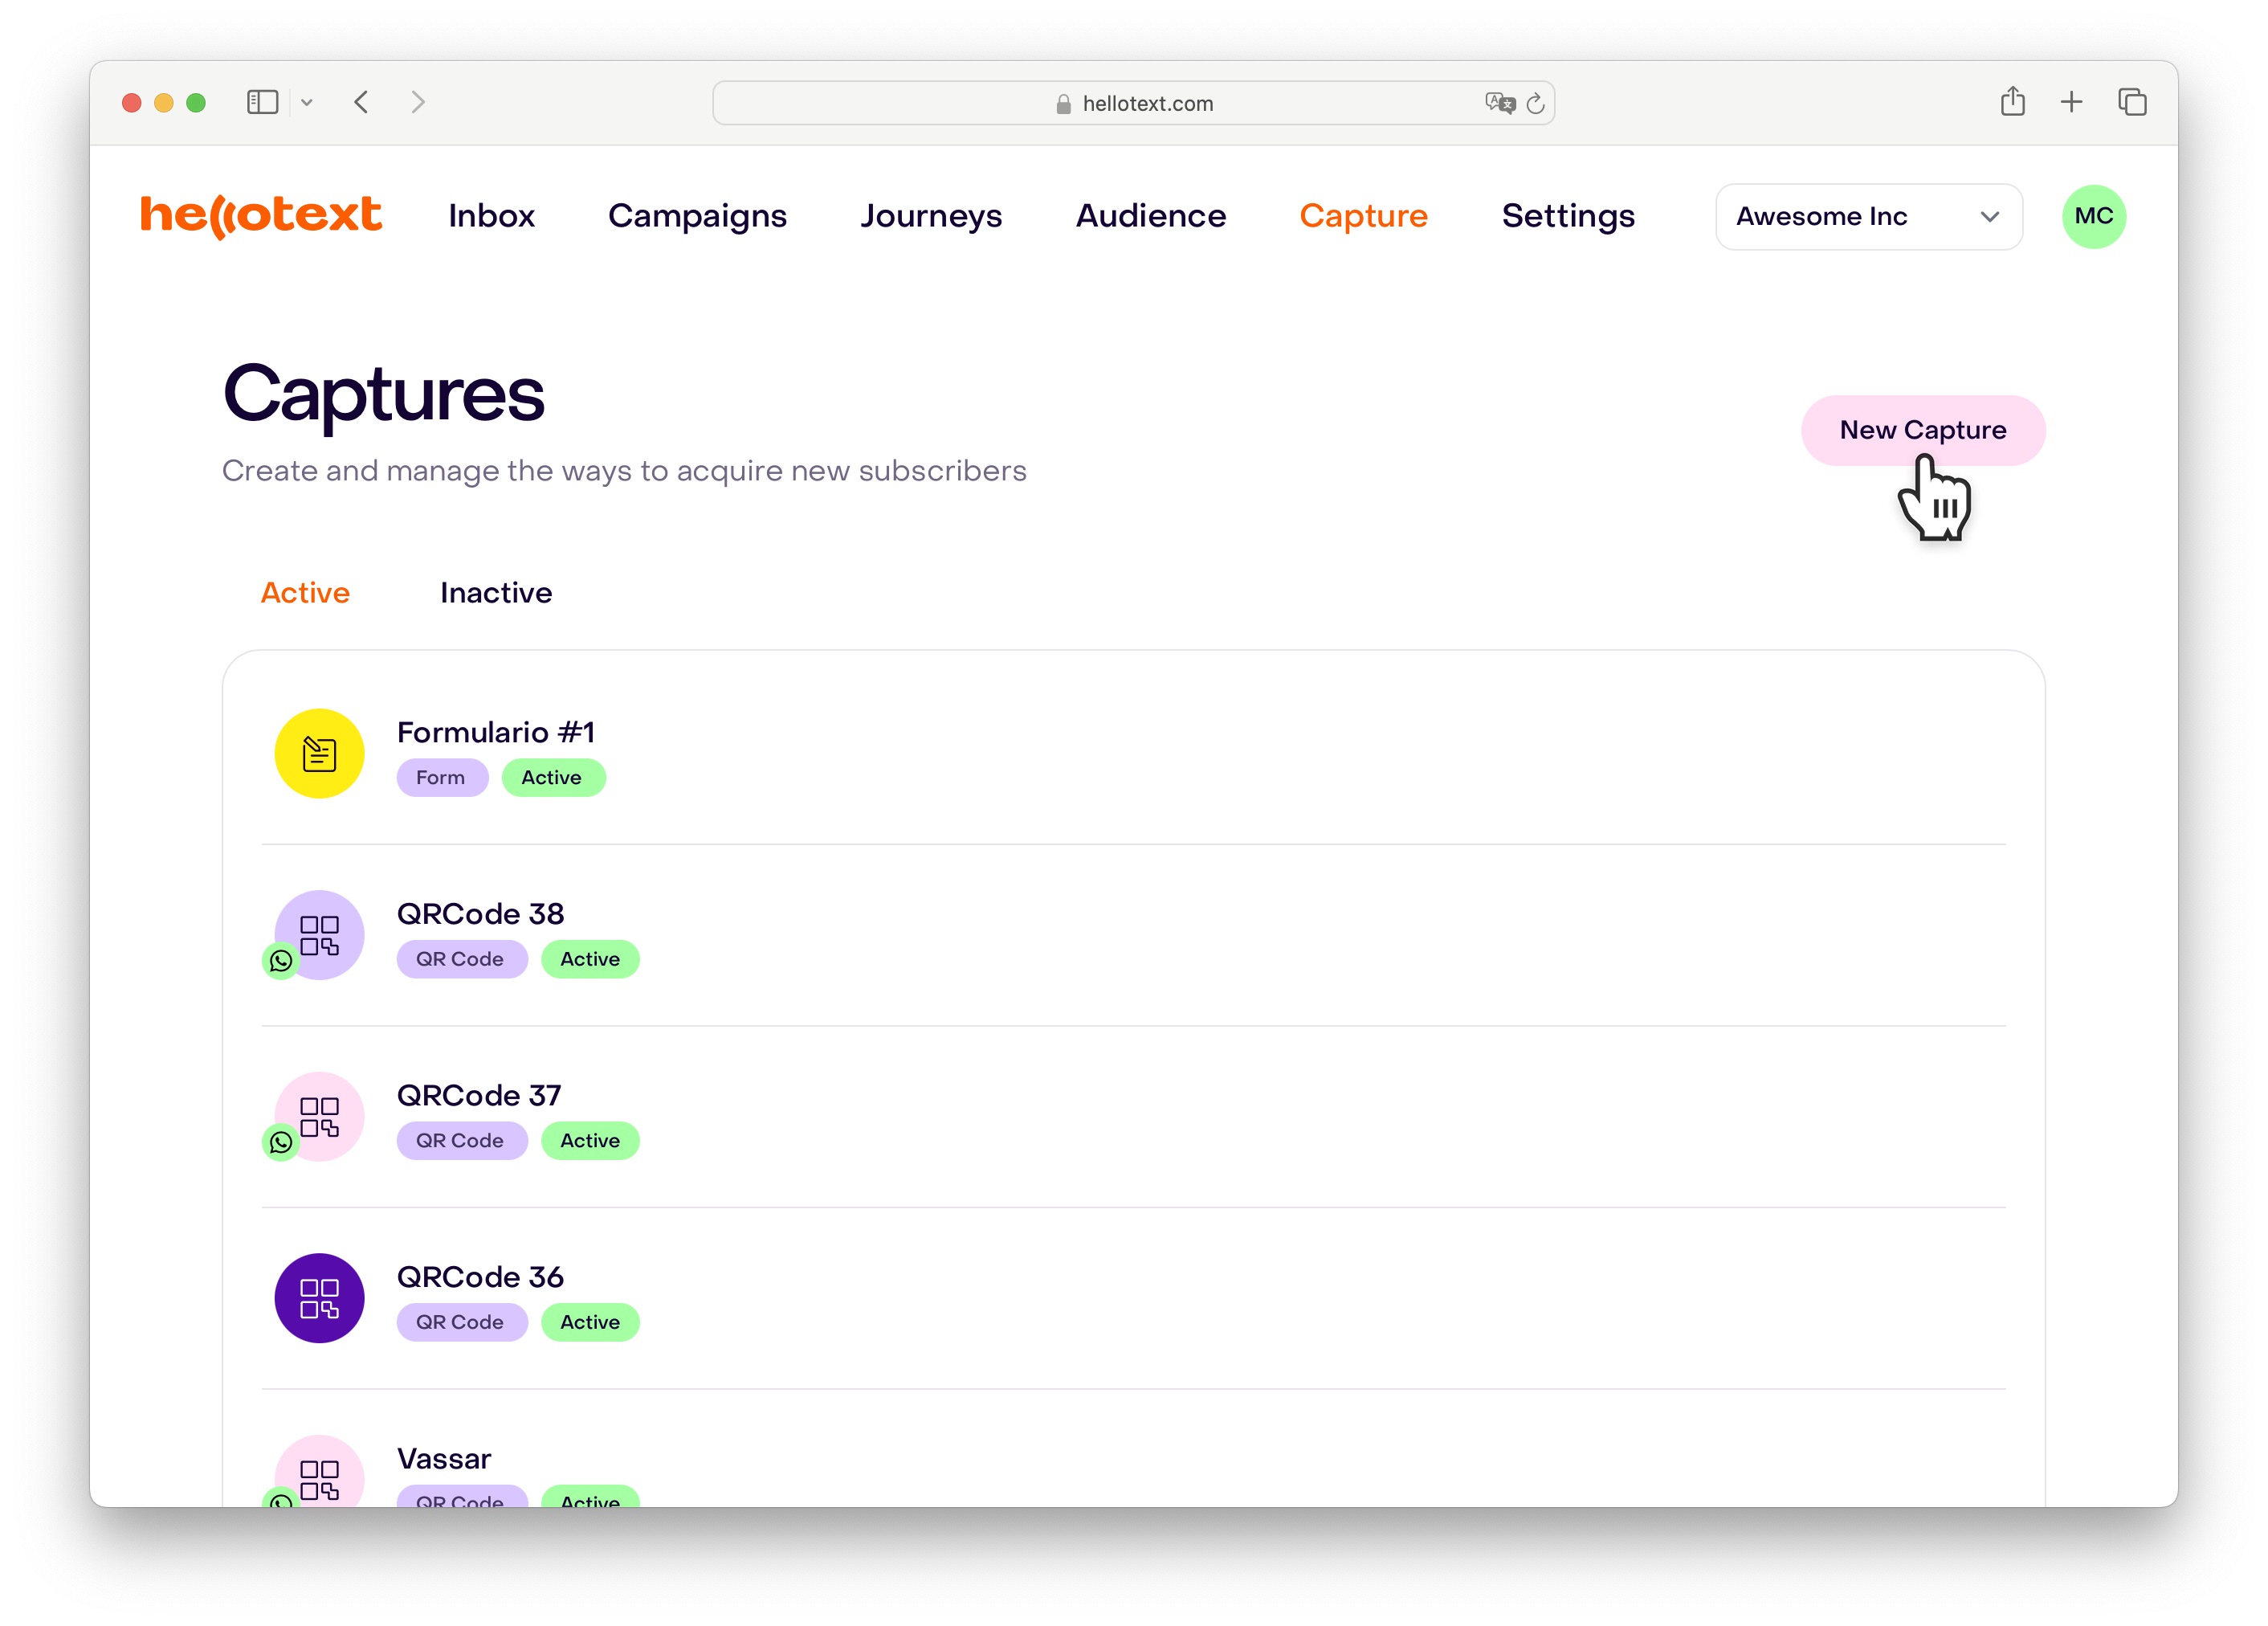 hellotext.com
hellotext Inbox Campaigns Journeys Audience Capture Settings Awesome Inc MC
Captures
New Capture
Create and manage the ways to acquire new subscribers
Active Inactive
Formulario #1
Form Active
QRCode 38
QR Code Active
QRCode 37
QR Code Active
QRCode 36
QR Code Active
Vassar
QR Code Active